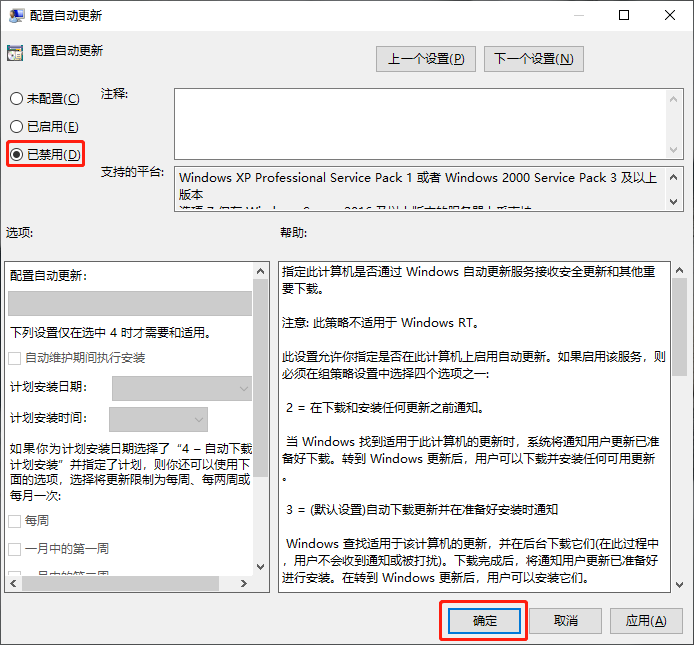 配置自动更新
配置自动更新
上一个设置(P)
下一个设置(N)
未配置(C)
已启用(E)
已禁用(D)
注释:
支持的平台:
Windows XP Professional Service Pack 1 或者 Windows 2000 Service Pack 3 及以上
版本
选项:
帮助:
配置自动更新:
下列设置仅在选中 4 时才需要和适用。
自动维护期间执行安装
计划安装日期:
计划安装时间:
如果你为计划安装日期选择了“4 – 自动下载
计划安装”并指定了计划，则你还可以使用下
面的选项，选择将更新限制为每周、每两周或
每月一次:
每周
一月中的第一周
指定此计算机是否通过 Windows 自动更新服务接收安全更新和其他重
要下载。
注意: 此策略不适用于 Windows RT。
此设置允许你指定是否在此计算机上启用自动更新。如果启用该服务，则
必须在组策略设置中选择四个选项之一:
2 = 在下载和安装任何更新之前通知。
当 Windows 找到适用于此计算机的更新时，系统将通知用户更新已准
备好下载。转到 Windows 更新后，用户可以下载并安装任何可用更新
。
3 = (默认设置)自动下载更新并在准备好安装时通知
Windows 查找适用于该计算机的更新，并在后台下载它们(在此过程中
，用户不会收到通知或被打扰)。下载完成后，将通知用户更新已准备好
进行安装。在转到 Windows 更新后，用户可以安装它们。
确定
取消
应用(A)